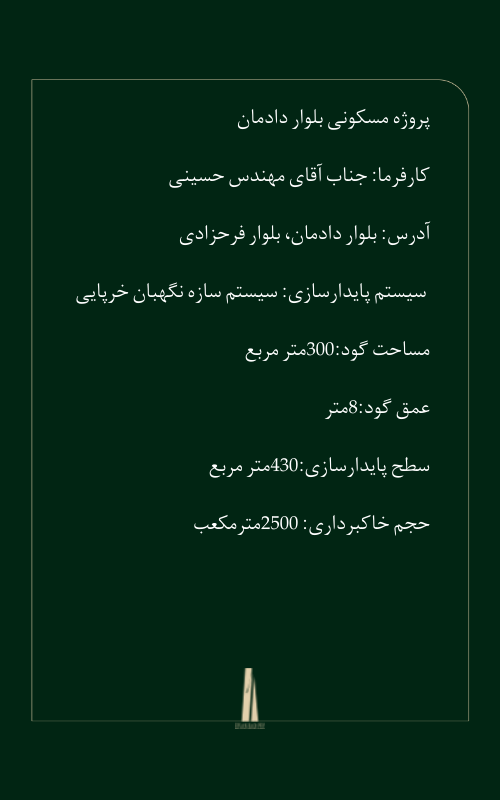 پروژه مسکونی بلوار دادمان
کارفرما: جناب آقای مهندس حسینی
آدرس: بلوار دادمان، بلوار فرحزادی
سیستم پایدارسازی: سیستم سازه نگهبان خرپایی
مساحت گود:300متر مربع
عمق گود:8متر
سطح پایدارسازی:430متر مربع
حجم خاکبرداری: 2500مترمکعب